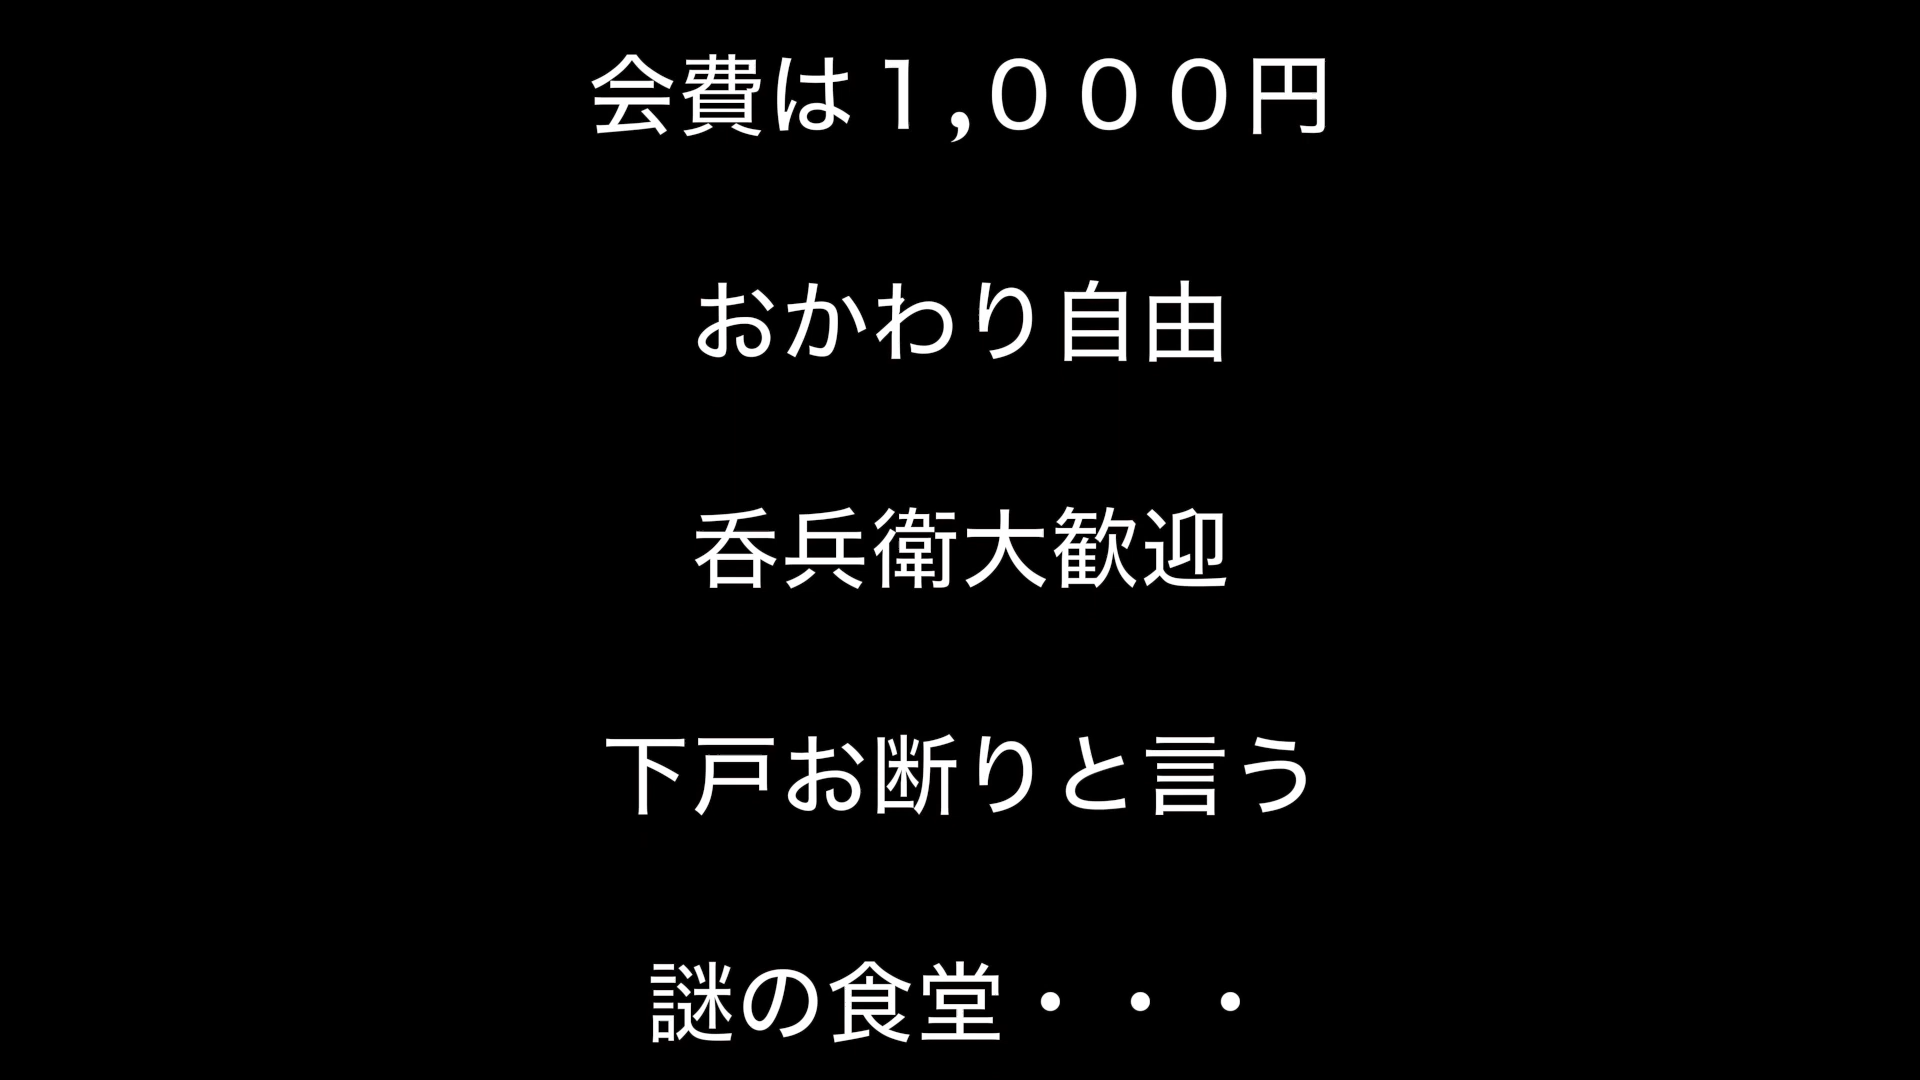 会費は１,０００円
おかわり自由
呑兵衛大歓迎
下戸お断りと言う
謎の食堂・・・